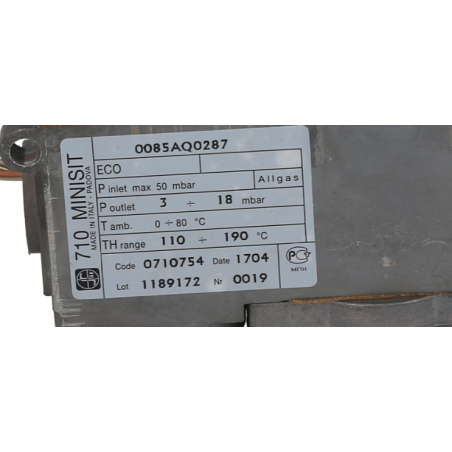 710 MINISIT
MADE IN ITALY - PADOVA
0085AQ0287
ECO
P inlet max 50 mbar Allgas
P outlet 3 ÷ 18 mbar
T amb. 0 ÷ 80 °C
TH range 110 ÷ 190 °C
Code 0710754 Date 1704
Lot 1189172 Nr 0019